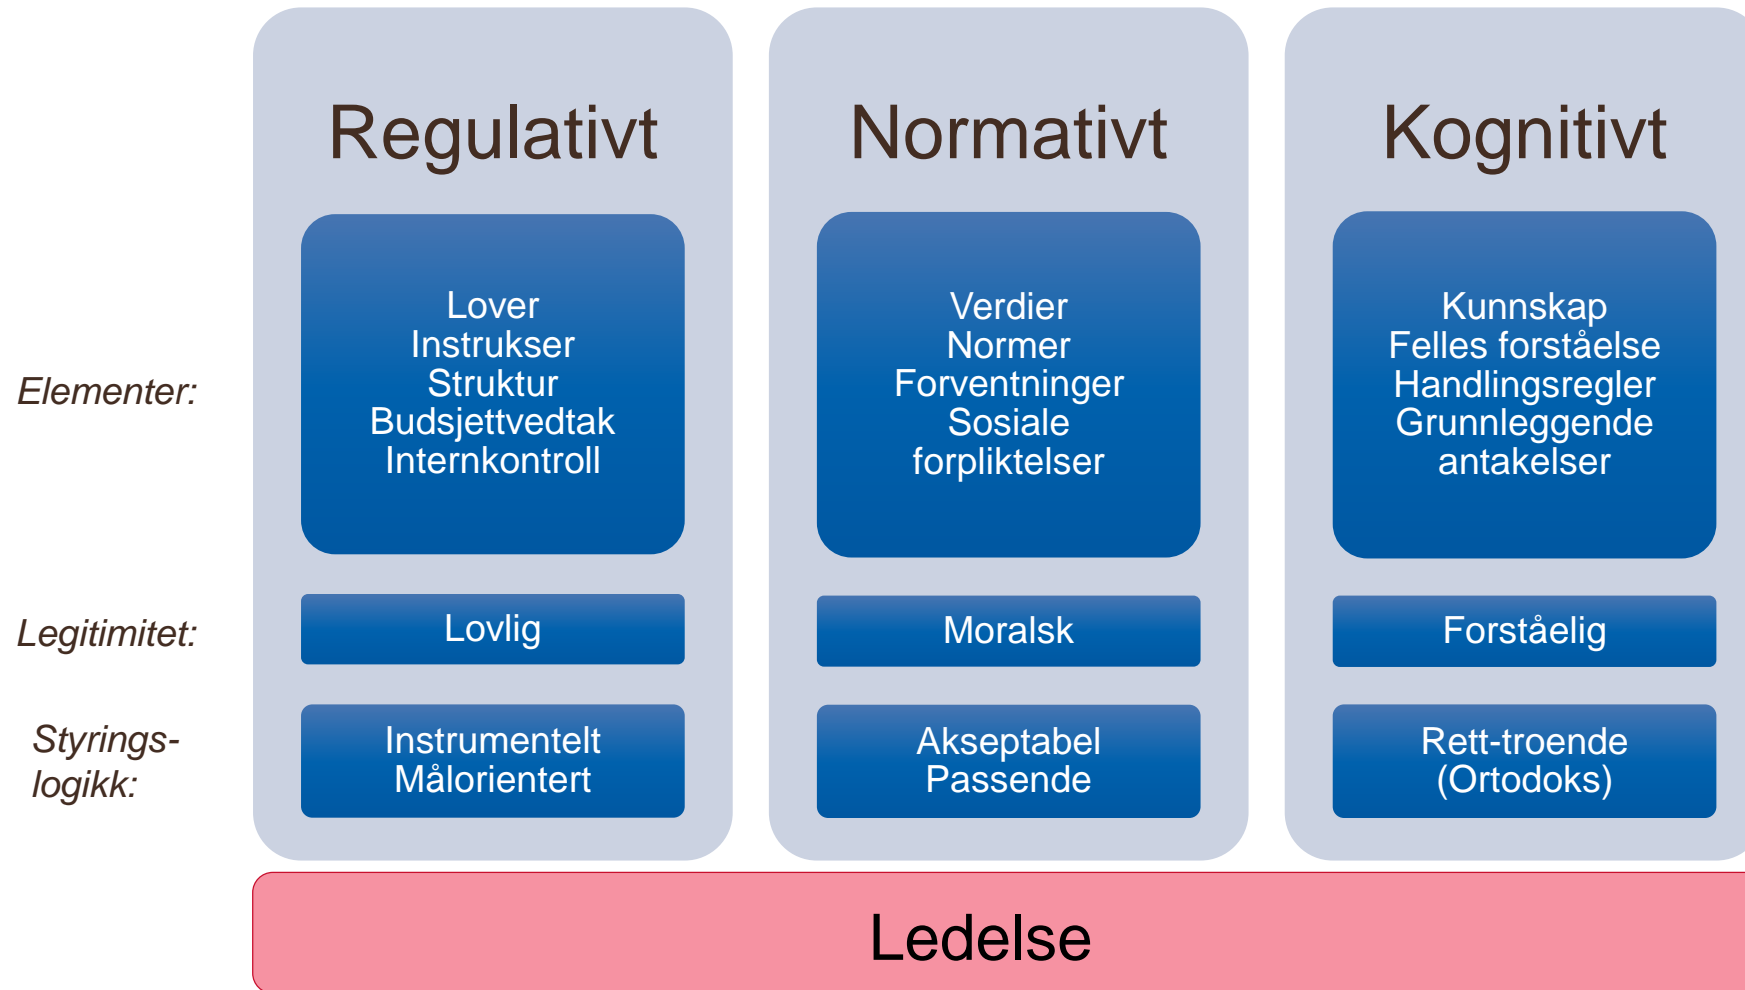 Regulativt
Normativt
Kognitivt
Elementer:
Lover
Instrukser
Struktur
Budsjettvedtak
Internkontroll
Verdier
Normer
Forventninger
Sosiale
forpliktelser
Kunnskap
Felles forståelse
Handlingsregler
Grunnleggende
antakelser
Legitimitet:
Lovlig
Moralsk
Forståelig
Styrings-
logikk:
Instrumentelt
Målorientert
Akseptabel
Passende
Rett-troende
(Ortodoks)
Ledelse